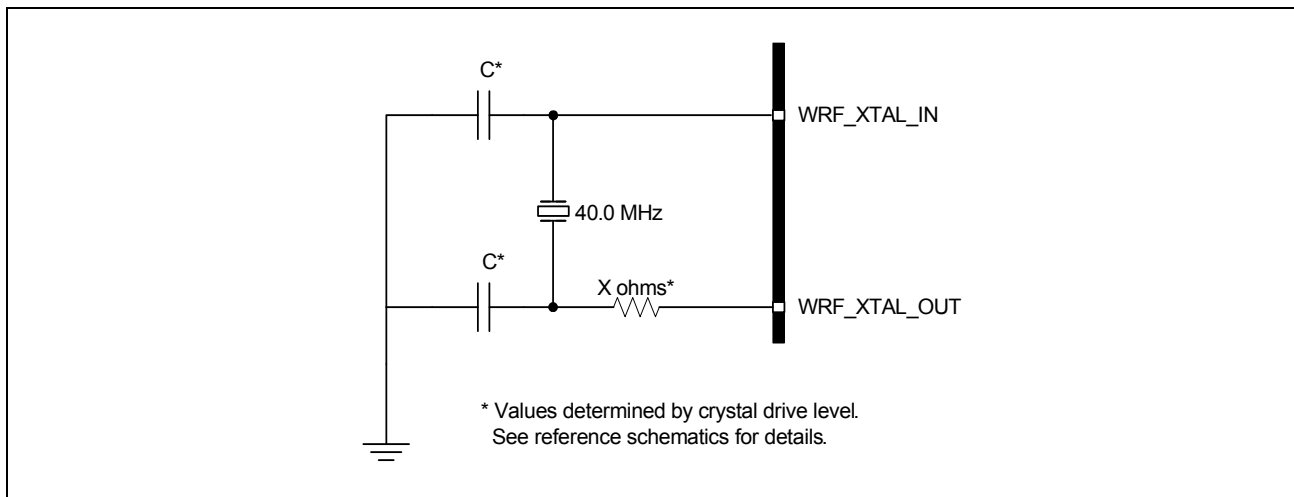 C*
WRF_XTAL_IN
40.0 MHz
C*
X ohms*
WRF_XTAL_OUT
* Values determined by crystal drive level.
See reference schematics for details.